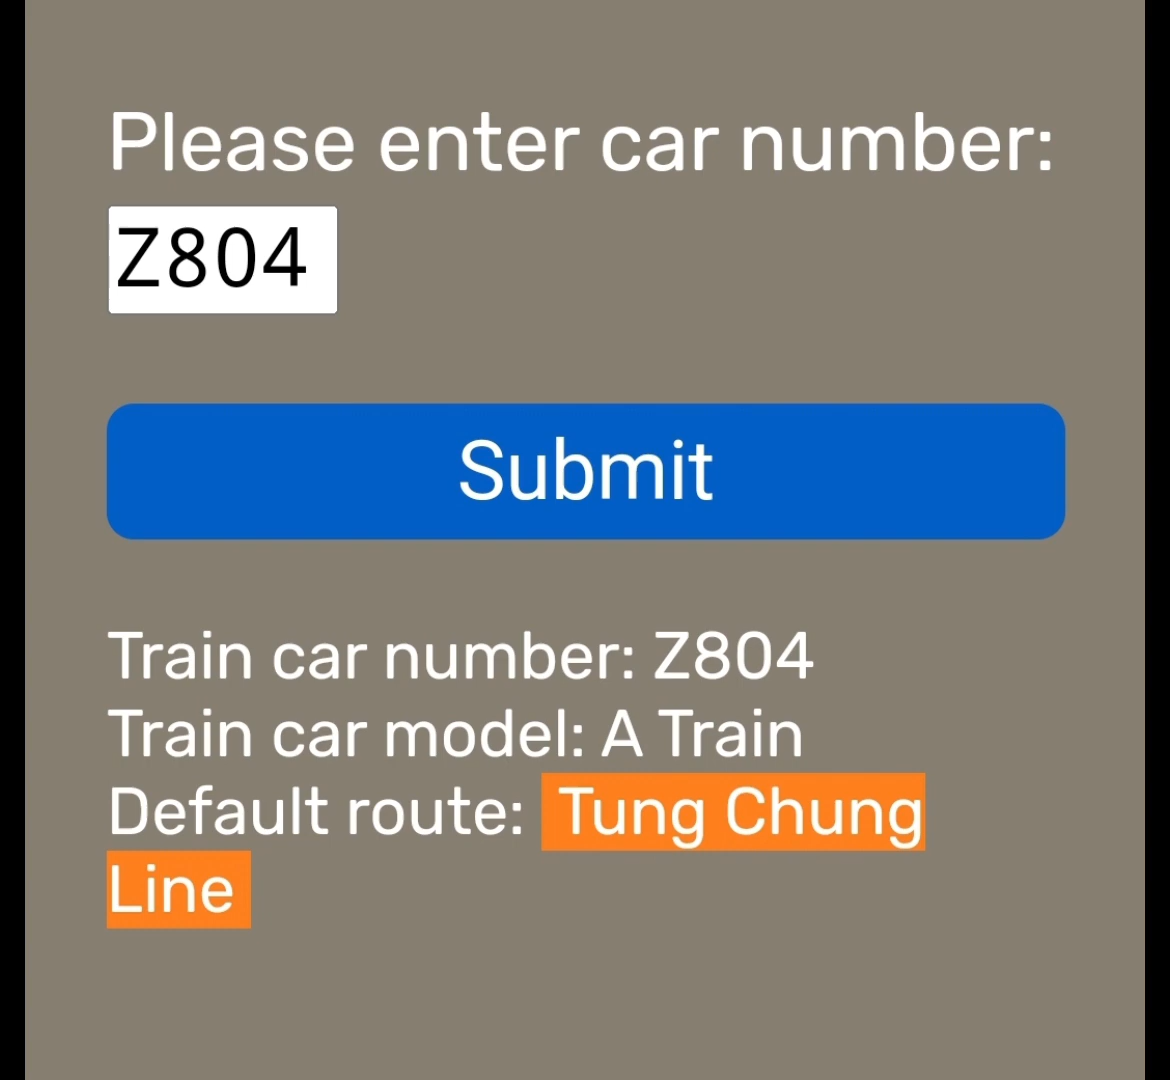 Please enter car number:
Z804
Submit
Train car number: Z804
Train car model: A Train
Default route: Tung Chung
Line